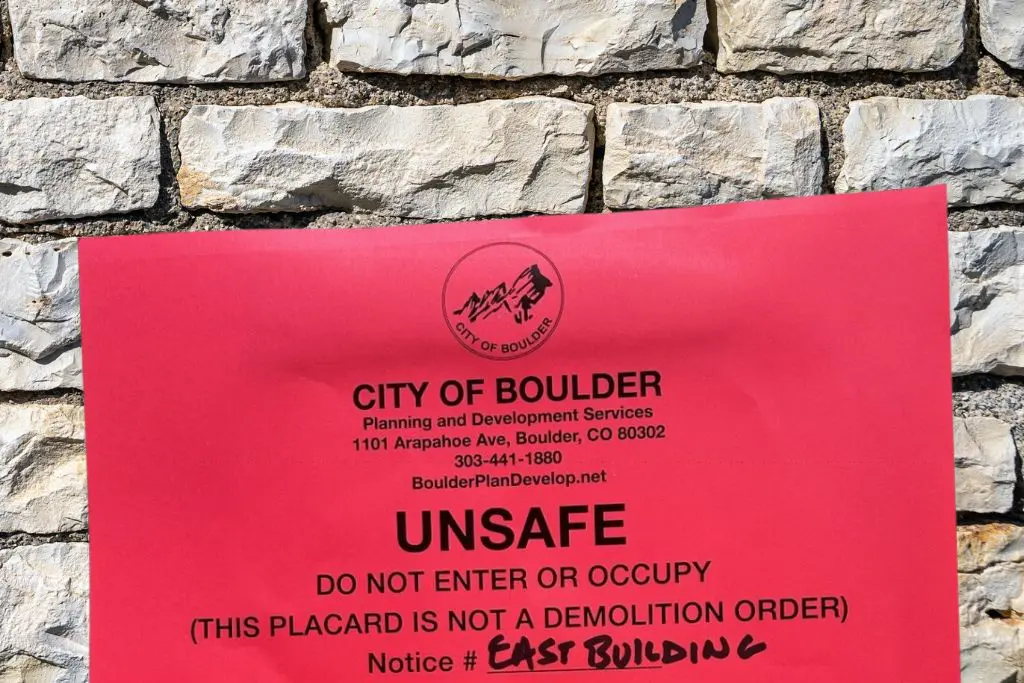 CITY OF BOULDER
CITY OF BOULDER
Planning and Development Services
1101 Arapahoe Ave, Boulder, CO 80302
303-441-1880
BoulderPlanDevelop.net
UNSAFE
DO NOT ENTER OR OCCUPY
(THIS PLACARD IS NOT A DEMOLITION ORDER)
Notice # EAST BUILDING